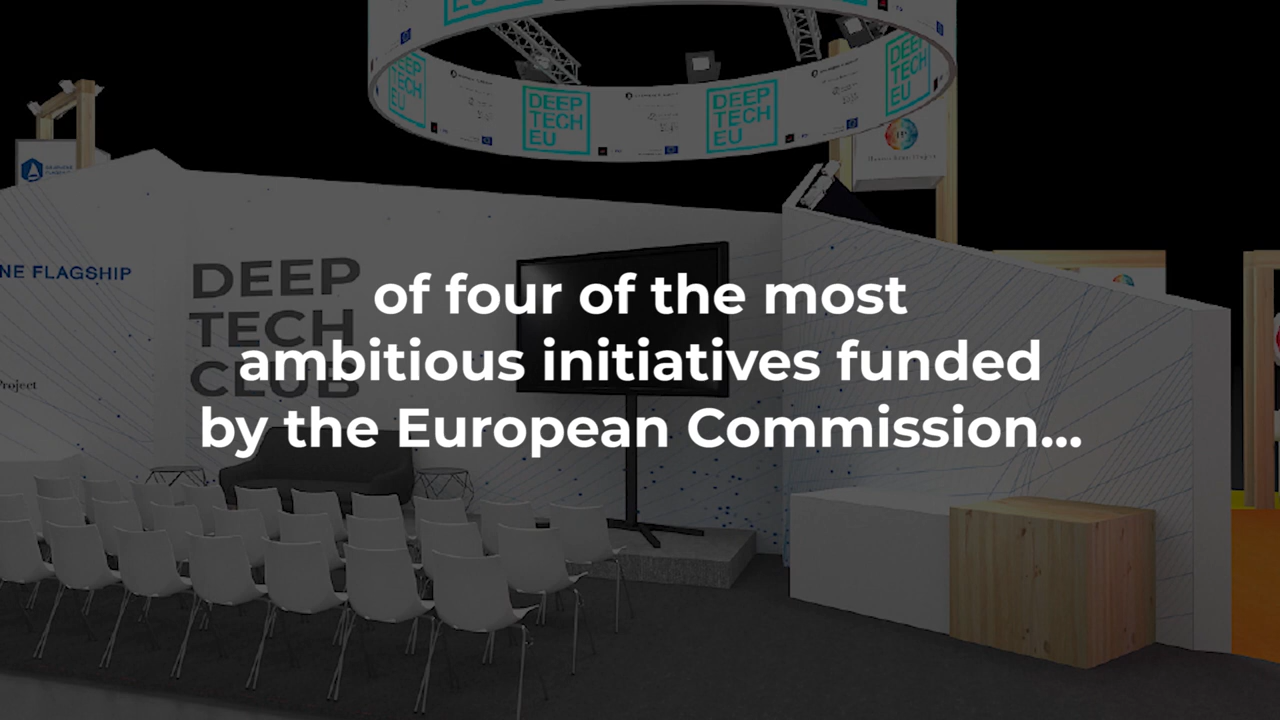 DEEP
TECH
EU
DEEP
TECH
EU
DEEP
TECH
EU
NE FLAGSHIP
DEEP
TECH
CLUB
Project
of four of the most
ambitious initiatives funded
by the European Commission...